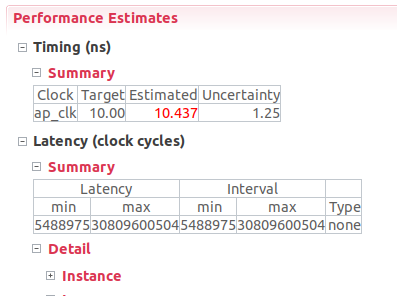 Performance Estimates
Timing (ns)
Summary
Clock Target Estimated Uncertainty
ap_clk 10.00 10.437 1.25
Latency (clock cycles)
Summary
Latency Interval
min max min max Type
5488975 30809600504 5488975 30809600504 none
Detail
Instance